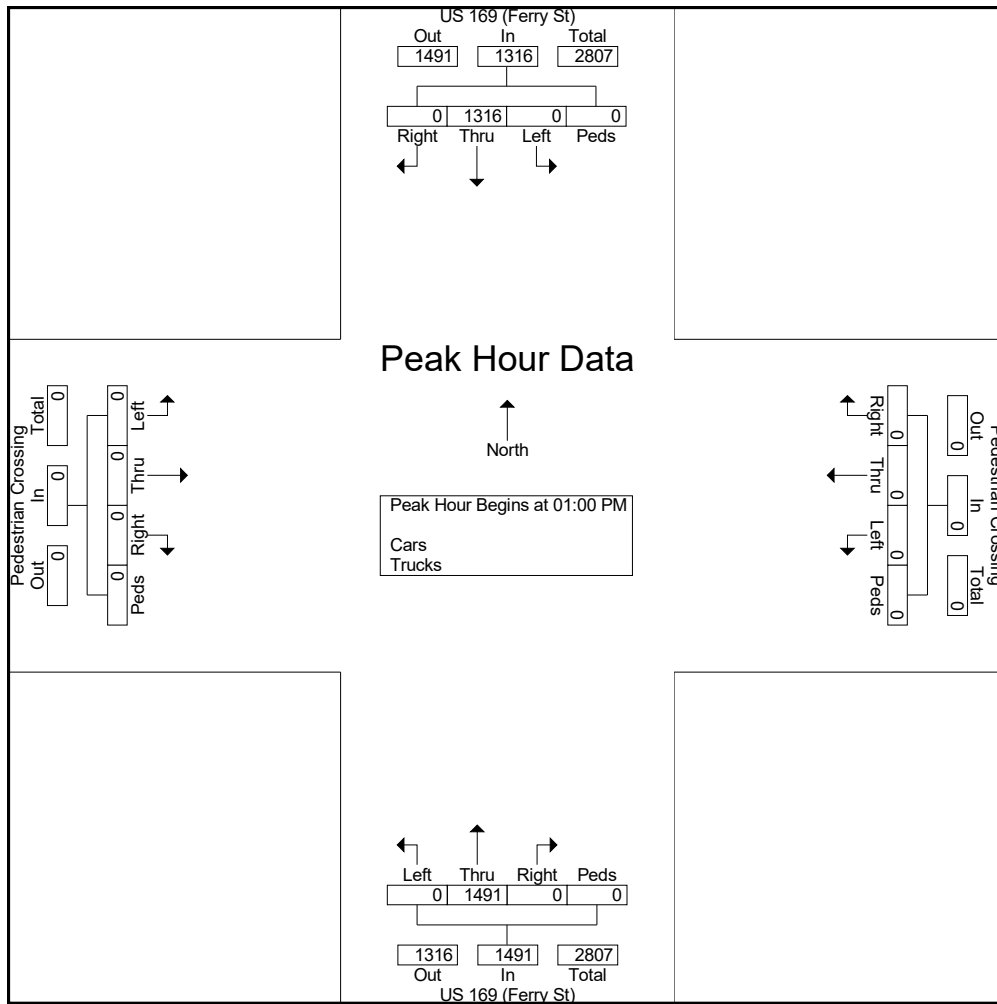 US 169 (Ferry St)
Out In Total
1491 1316 2807
0 1316 0 0
Right Thru Left Peds
Peak Hour Data
North
Peak Hour Begins at 01:00 PM
Cars
Trucks
Pedestrian Crossing
Total In Out
0 0 0
0 0 0 0
Left Thru Right Peds
Pedestrian Crossing
Out In Total
0 0 0
0 0 0 0
Right Thru Left Peds
Left Thru Right Peds
0 1491 0 0
1316 1491 2807
Out In Total
US 169 (Ferry St)